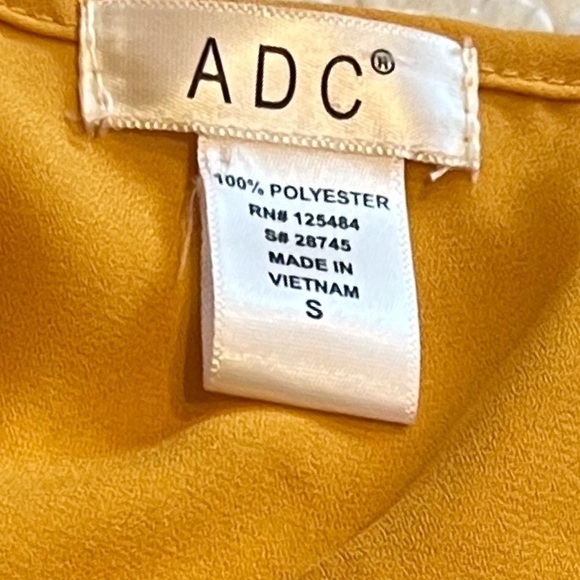 ADC®
100% POLYESTER
RN# 125484
S# 28745
MADE IN
VIETNAM
S